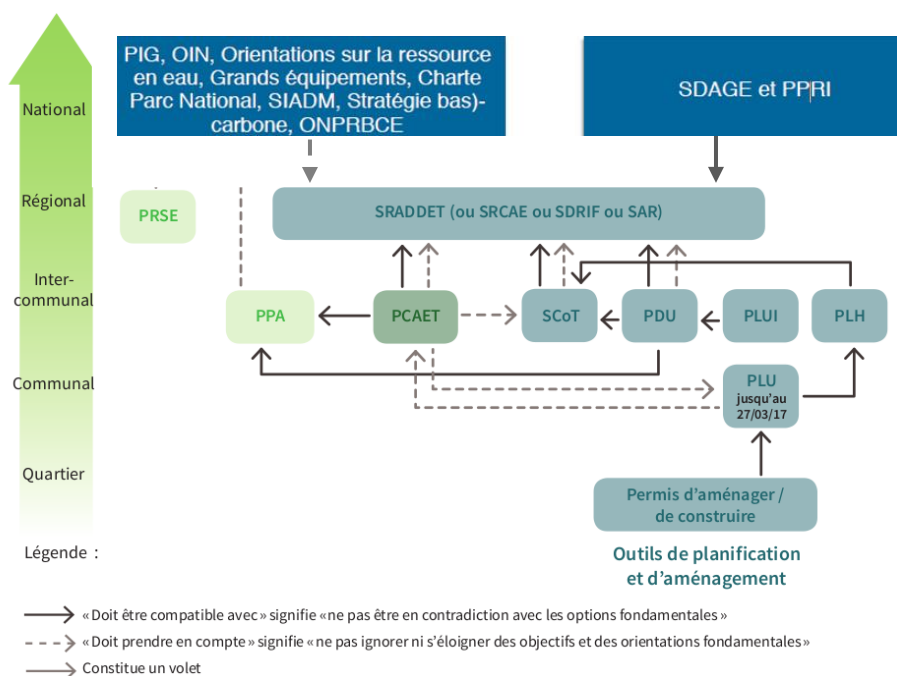 PIG, OIN, Orientations sur la ressource
en eau, Grands équipements, Charte
Parc National, SIADM, Stratégie bas)-
carbone, ONPRBCE
SDAGE et PPRI
National
Régional
PRSE
SRADDET (ou SRCAE ou SDRIF ou SAR)
Inter-
communal
PPA
PCAET
SCoT
PDU
PLUI
PLH
Communal
PLU
jusqu’au
27/03/17
Quartier
Permis d’aménager /
de construire
Légende :
Outils de planification
et d’aménagement
«Doit être compatible avec» signifie «ne pas être en contradiction avec les options fondamentales»
«Doit prendre en compte» signifie «ne pas ignorer ni s’éloigner des objectifs et des orientations fondamentales»
Constitue un volet